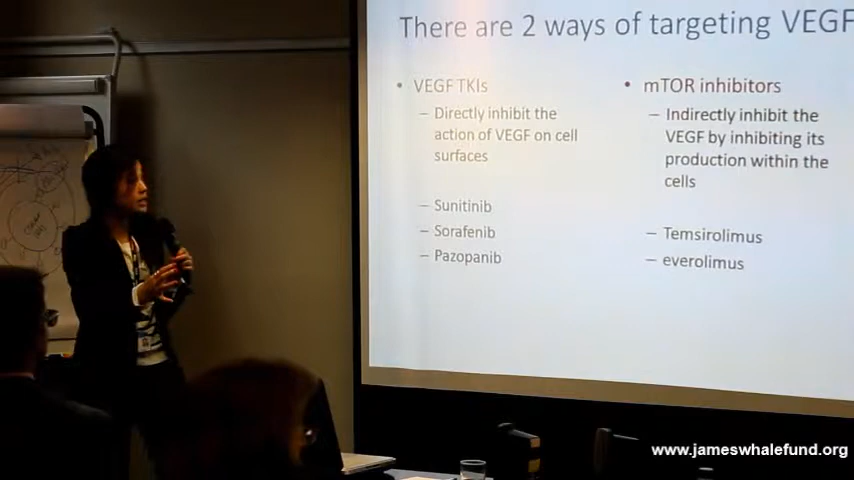 There are 2 ways of targeting VEGF
• VEGF TKIs
– Directly inhibit the
action of VEGF on cell
surfaces
– Sunitinib
– Sorafenib
– Pazopanib
• mTOR inhibitors
– Indirectly inhibit the
VEGF by inhibiting its
production within the
cells
– Temsirolimus
– everolimus
www.jameswhalefund.org